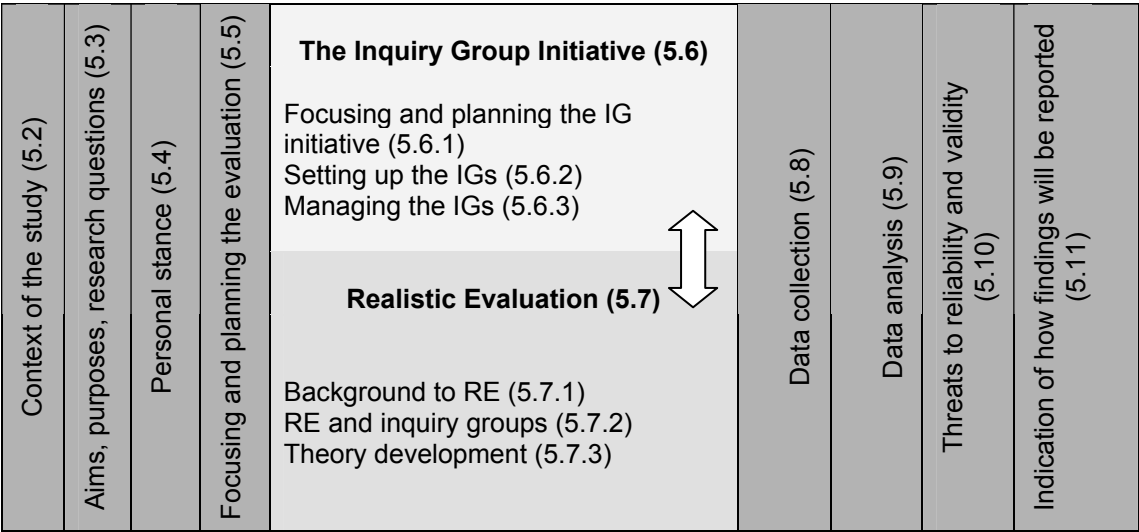 Context of the study (5.2)
Aims, purposes, research questions (5.3)
Personal stance (5.4)
Focusing and planning the evaluation (5.5)
The Inquiry Group Initiative (5.6)
Focusing and planning the IG
initiative (5.6.1)
Setting up the IGs (5.6.2)
Managing the IGs (5.6.3)
Realistic Evaluation (5.7)
Background to RE (5.7.1)
RE and inquiry groups (5.7.2)
Theory development (5.7.3)
Data collection (5.8)
Data analysis (5.9)
Threats to reliability and validity
(5.10)
Indication of how findings will be reported
(5.11)